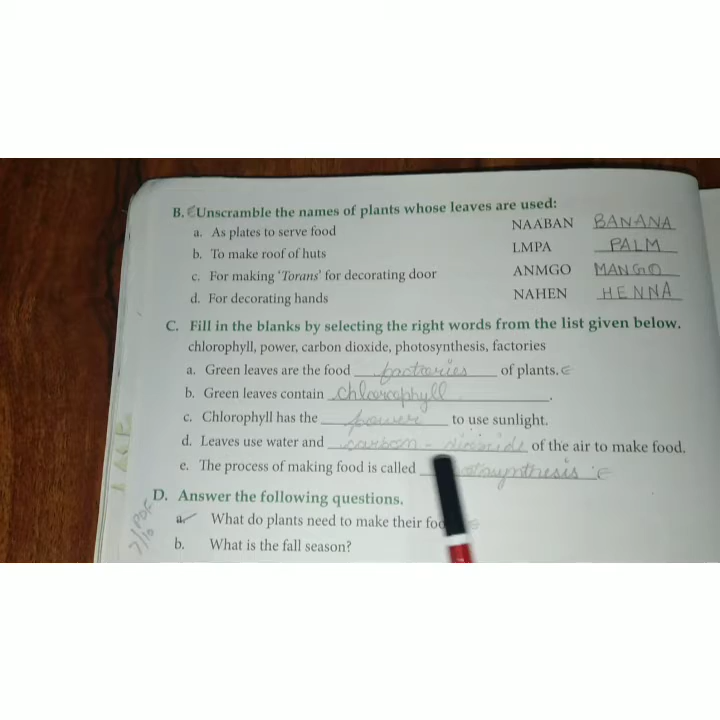 B. Unscramble the names of plants whose leaves are used:
a. As plates to serve food NAABAN BANANA
b. To make roof of huts LMPA PALM
c. For making 'Torans' for decorating door ANMGO MANGO
d. For decorating hands NAHEN HENNA
C. Fill in the blanks by selecting the right words from the list given below.
chlorophyll, power, carbon dioxide, photosynthesis, factories
a. Green leaves are the food factories of plants.
b. Green leaves contain chlorophyll.
c. Chlorophyll has the power to use sunlight.
d. Leaves use water and carbon - dioxide of the air to make food.
e. The process of making food is called
D. Answer the following questions.
a. What do plants need to make their
b. What is the fall season?